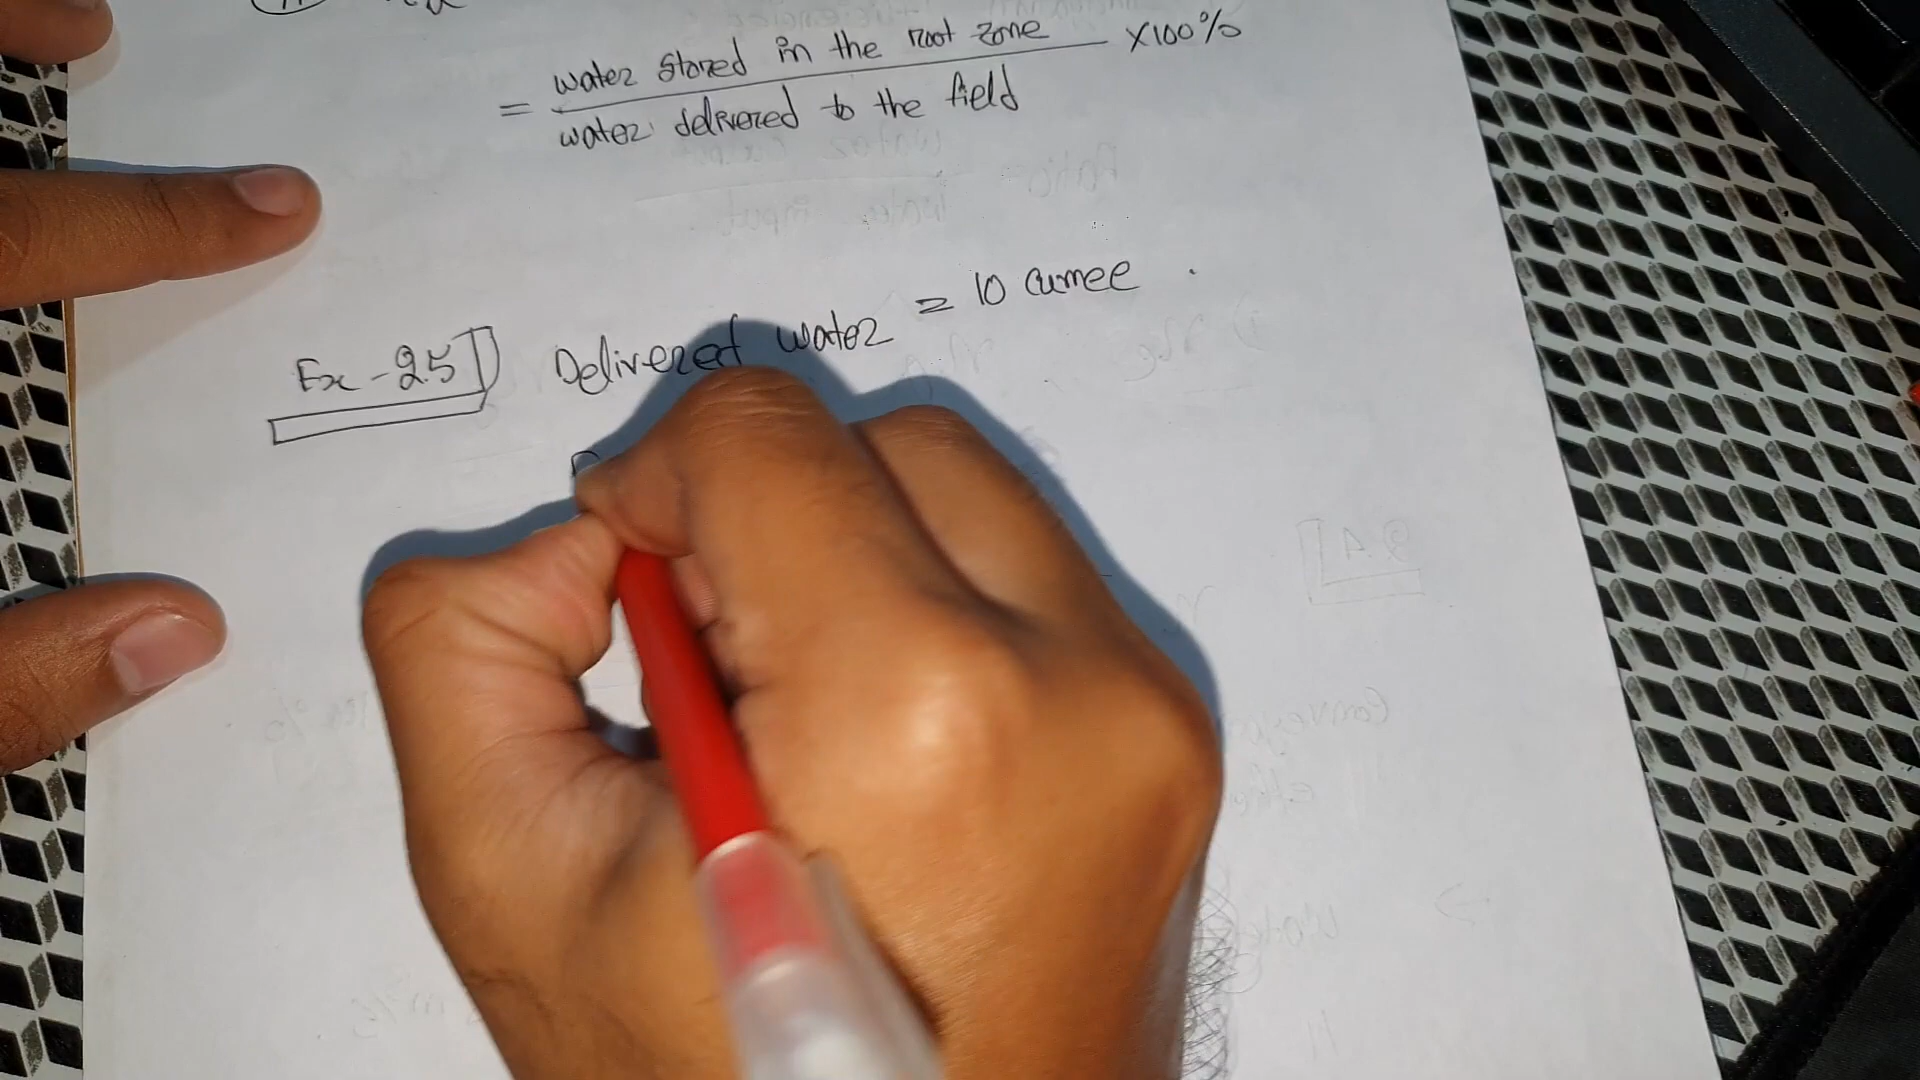 water stored in the root zone ×100%
=
water delivered to the field
Ex-25 Delivered water = 10 cumec